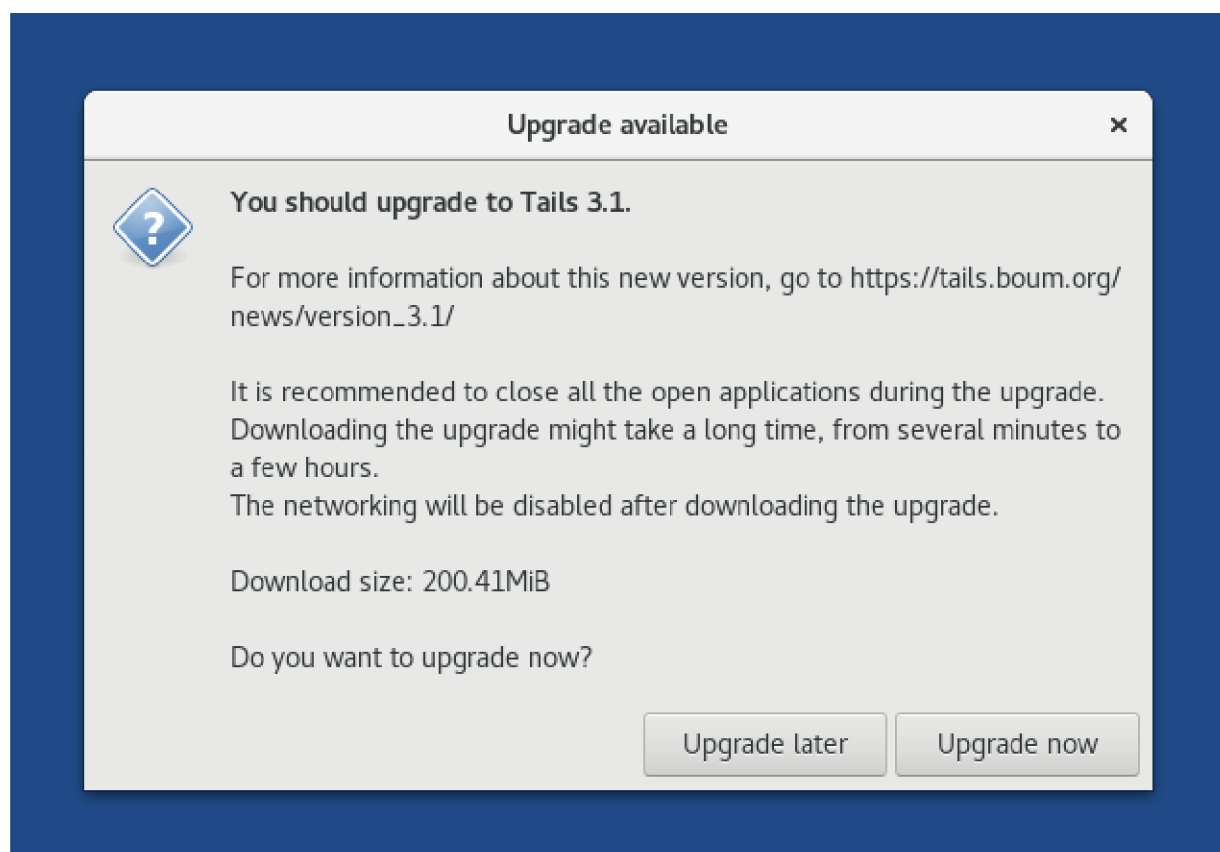 Upgrade available
You should upgrade to Tails 3.1.
For more information about this new version, go to https://tails.boum.org/
news/version_3.1/
It is recommended to close all the open applications during the upgrade.
Downloading the upgrade might take a long time, from several minutes to
a few hours.
The networking will be disabled after downloading the upgrade.
Download size: 200.41MiB
Do you want to upgrade now?
Upgrade later
Upgrade now